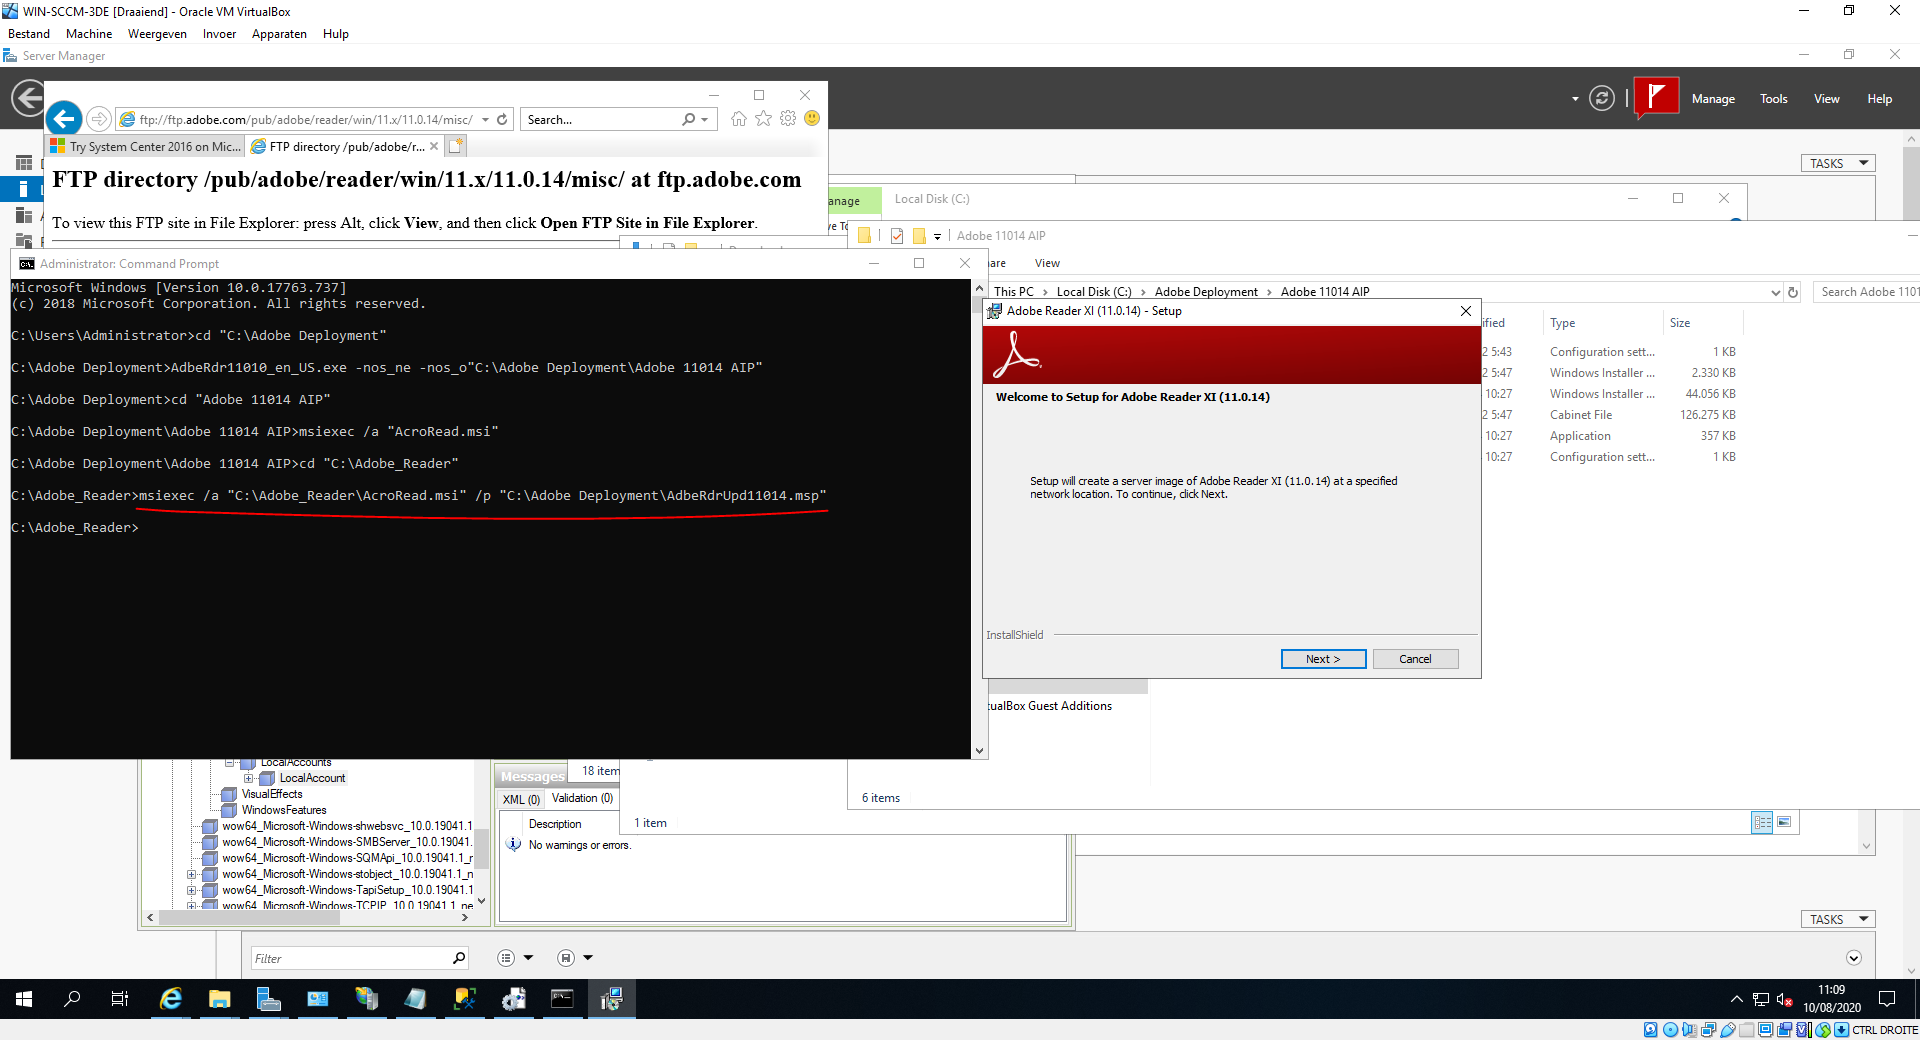 WIN-SCCM-3DE [Draaiend] - Oracle VM VirtualBox
Bestand Machine Weergeven Invoer Apparaten Hulp
Server Manager
Manage Tools View Help
ftp://ftp.adobe.com/pub/adobe/reader/win/11.x/11.0.14/misc/
Search...
Try System Center 2016 on Mic...
FTP directory /pub/adobe/r...
TASKS
FTP directory /pub/adobe/reader/win/11.x/11.0.14/misc/ at ftp.adobe.com
anage
Local Disk (C:)
To view this FTP site in File Explorer: press Alt, click View, and then click Open FTP Site in File Explorer.
ve To
Adobe 11014 AIP
are View
This PC > Local Disk (C:) > Adobe Deployment > Adobe 11014 AIP
Search Adobe 1101
Administrator: Command Prompt
Microsoft Windows [Version 10.0.17763.737]
(c) 2018 Microsoft Corporation. All rights reserved.
C:\Users\Administrator>cd "C:\Adobe Deployment"
C:\Adobe Deployment>AdbeRdr11010_en_US.exe -nos_ne -nos_o"C:\Adobe Deployment\Adobe 11014 AIP"
C:\Adobe Deployment>cd "Adobe 11014 AIP"
C:\Adobe Deployment\Adobe 11014 AIP>msiexec /a "AcroRead.msi"
C:\Adobe Deployment\Adobe 11014 AIP>cd "C:\Adobe_Reader"
C:\Adobe_Reader>msiexec /a "C:\Adobe_Reader\AcroRead.msi" /p "C:\Adobe Deployment\AdbeRdrUpd11014.msp"
C:\Adobe_Reader>
Adobe Reader XI (11.0.14) - Setup
Welcome to Setup for Adobe Reader XI (11.0.14)
Setup will create a server image of Adobe Reader XI (11.0.14) at a specified
network location. To continue, click Next.
InstallShield
Next >
Cancel
ified Type Size
2 5:43 Configuration sett... 1 KB
2 5:47 Windows Installer ... 2.330 KB
10:27 Windows Installer ... 44.056 KB
2 5:47 Cabinet File 126.275 KB
10:27 Application 357 KB
10:27 Configuration sett... 1 KB
tualBox Guest Additions
LocalAccounts
LocalAccount
VisualEffects
WindowsFeatures
wow64_Microsoft-Windows-shwebsvc_10.0.19041.1
wow64_Microsoft-Windows-SMBServer_10.0.19041.
wow64_Microsoft-Windows-SQMApi_10.0.19041.1_r
wow64_Microsoft-Windows-stobject_10.0.19041.1_n
wow64_Microsoft-Windows-TapiSetup_10.0.19041.1
wow64_Microsoft-Windows-TCPIP_10.0.19041.1_ne
Messages
18 item
XML (0) Validation (0)
Description
No warnings or errors.
1 item
6 items
TASKS
Filter
11:09
10/08/2020
CTRL DROITE